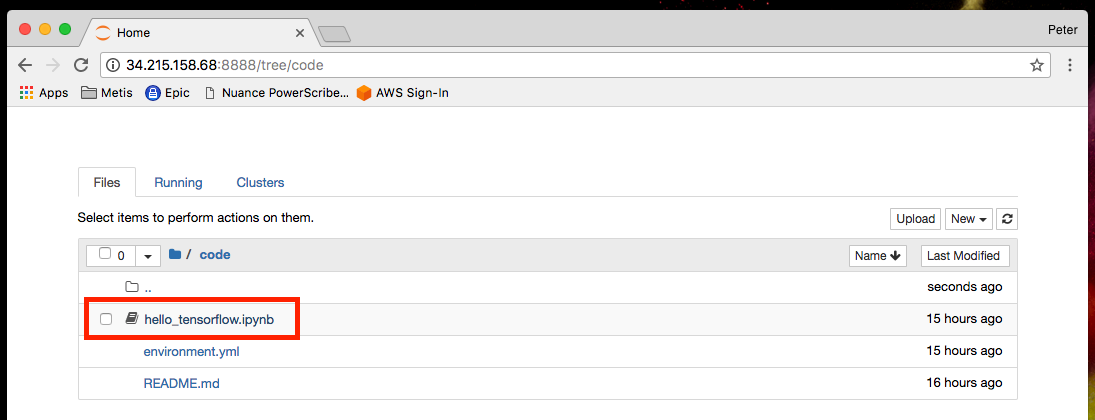 Home
Peter
34.215.158.68:8888/tree/code
Apps Metis Epic Nuance PowerScribe... AWS Sign-In
Files Running Clusters
Select items to perform actions on them.
Upload New
0 / code Name Last Modified
.. seconds ago
hello_tensorflow.ipynb 15 hours ago
environment.yml 15 hours ago
README.md 16 hours ago